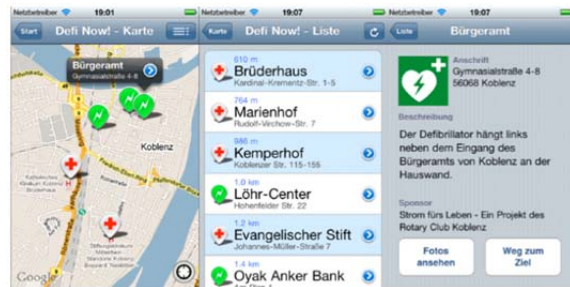 Netzbetreiber 19:01
Start
Defi Now! - Karte
Bürgeramt
Gymnasialstraße 4-8
Koblenz
Google
Netzbetreiber 19:07
Karte
Defi Now! - Liste
610 m
Brüderhaus
Kardinal-Krementz-Str. 1-5
764 m
Marienhof
Rudolf-Virchow-Str. 7
986 m
Kemperhof
Koblenzer Str. 115-155
1.0 km
Löhr-Center
Hohenfelder Str. 22
1.2 km
Evangelischer Stift
Johannes-Müller-Straße 7
1.4 km
Oyak Anker Bank
Netzbetreiber 19:07
Liste
Bürgeramt
Anschrift
Gymnasialstraße 4-8
56068 Koblenz
Beschreibung
Der Defibrillator hängt links
neben dem Eingang des
Bürgeramts von Koblenz an der
Hauswand.
Sponsor
Strom fürs Leben - Ein Projekt des
Rotary Club Koblenz
Fotos
ansehen
Weg zum
Ziel